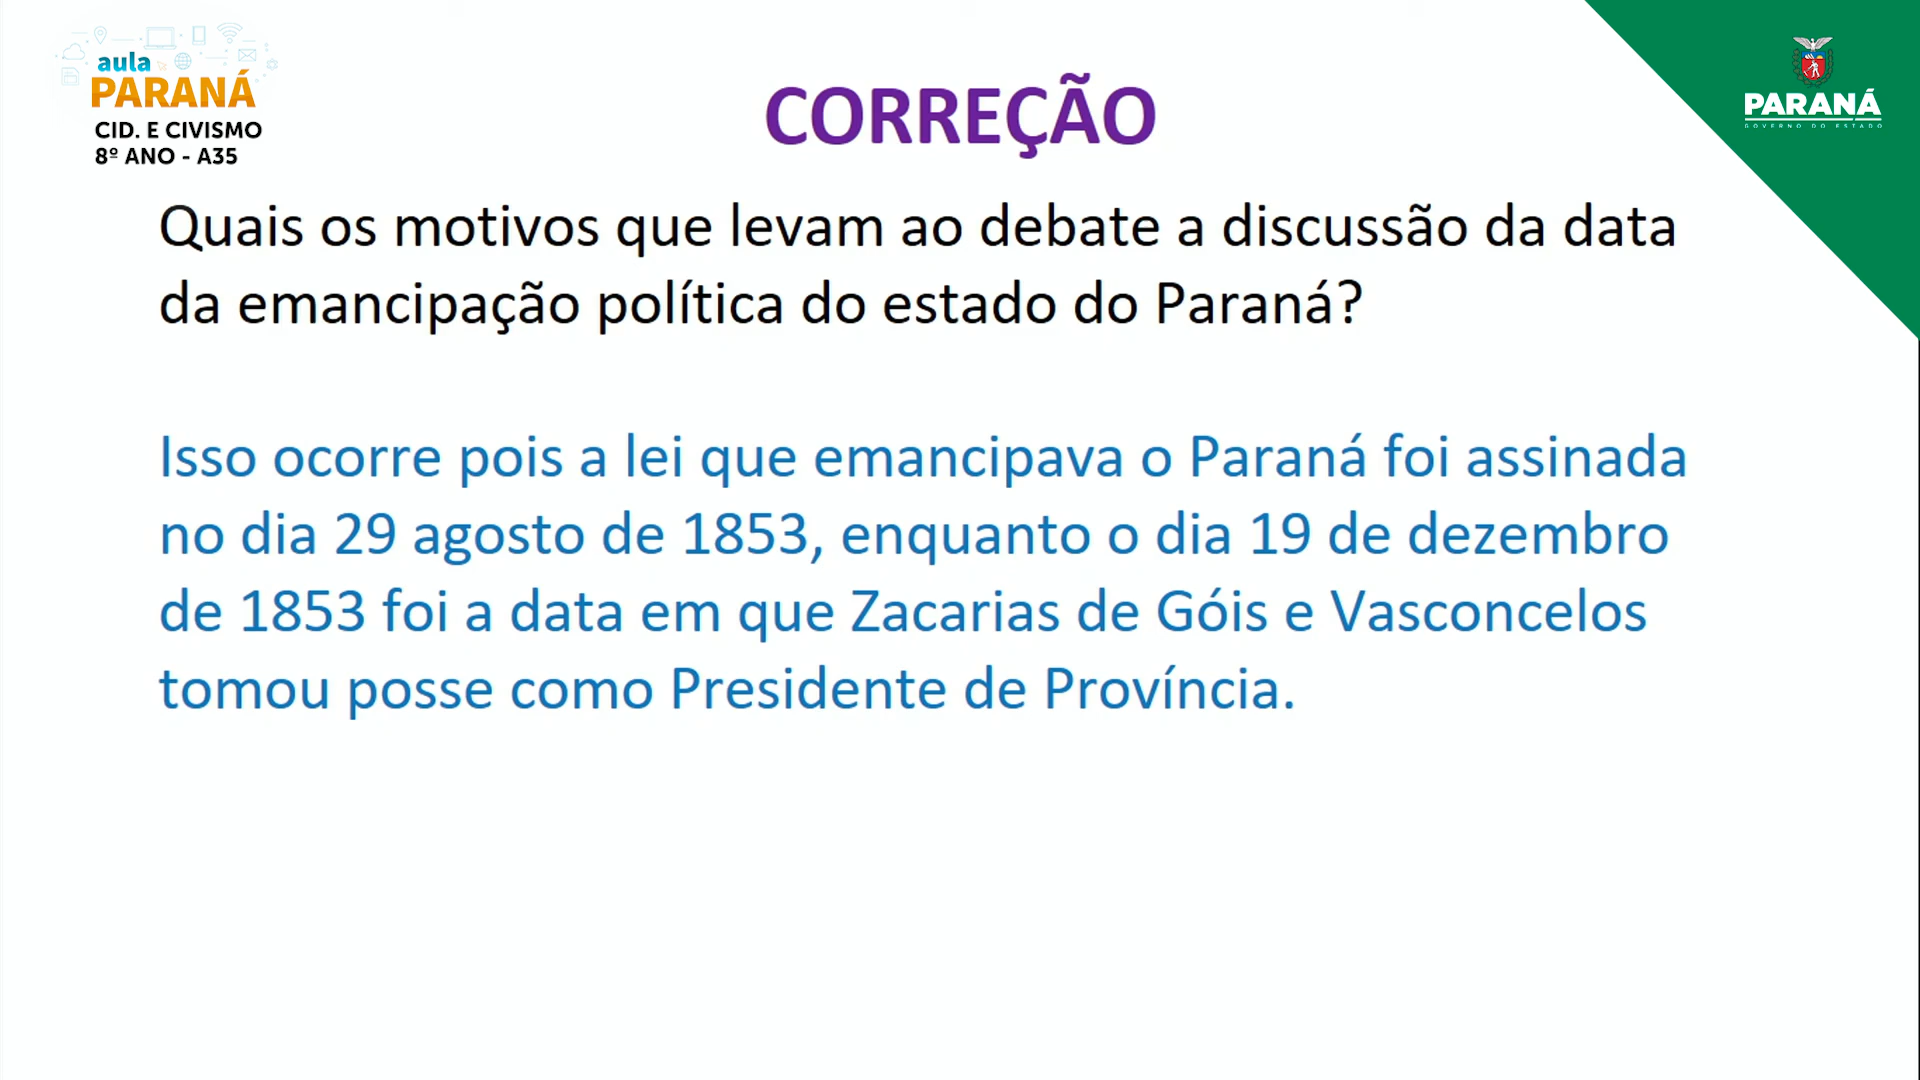 aula
PARANÁ
CID. E CIVISMO
8º ANO - A35
PARANÁ
GOVERNO DO ESTADO
CORREÇÃO
Quais os motivos que levam ao debate a discussão da data
da emancipação política do estado do Paraná?
Isso ocorre pois a lei que emancipava o Paraná foi assinada
no dia 29 agosto de 1853, enquanto o dia 19 de dezembro
de 1853 foi a data em que Zacarias de Góis e Vasconcelos
tomou posse como Presidente de Província.